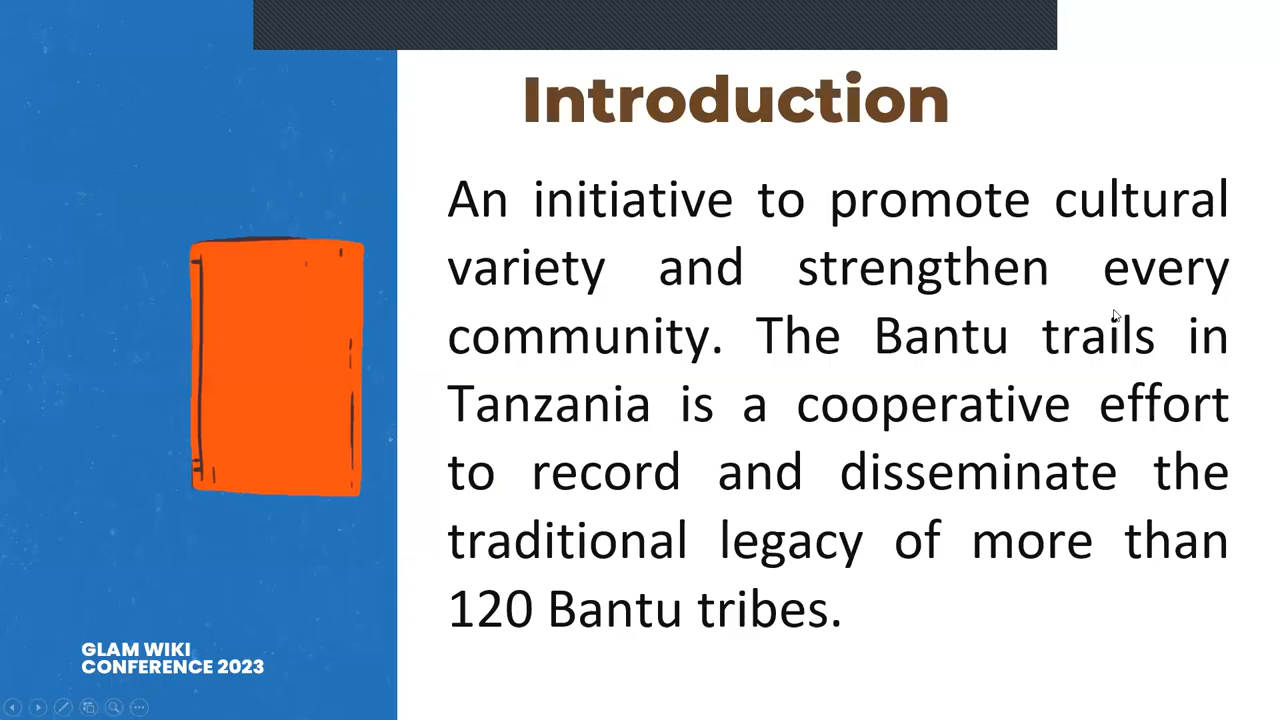 Introduction
An initiative to promote cultural
variety and strengthen every
community. The Bantu trails in
Tanzania is a cooperative effort
to record and disseminate the
traditional legacy of more than
120 Bantu tribes.
GLAM WIKI
CONFERENCE 2023